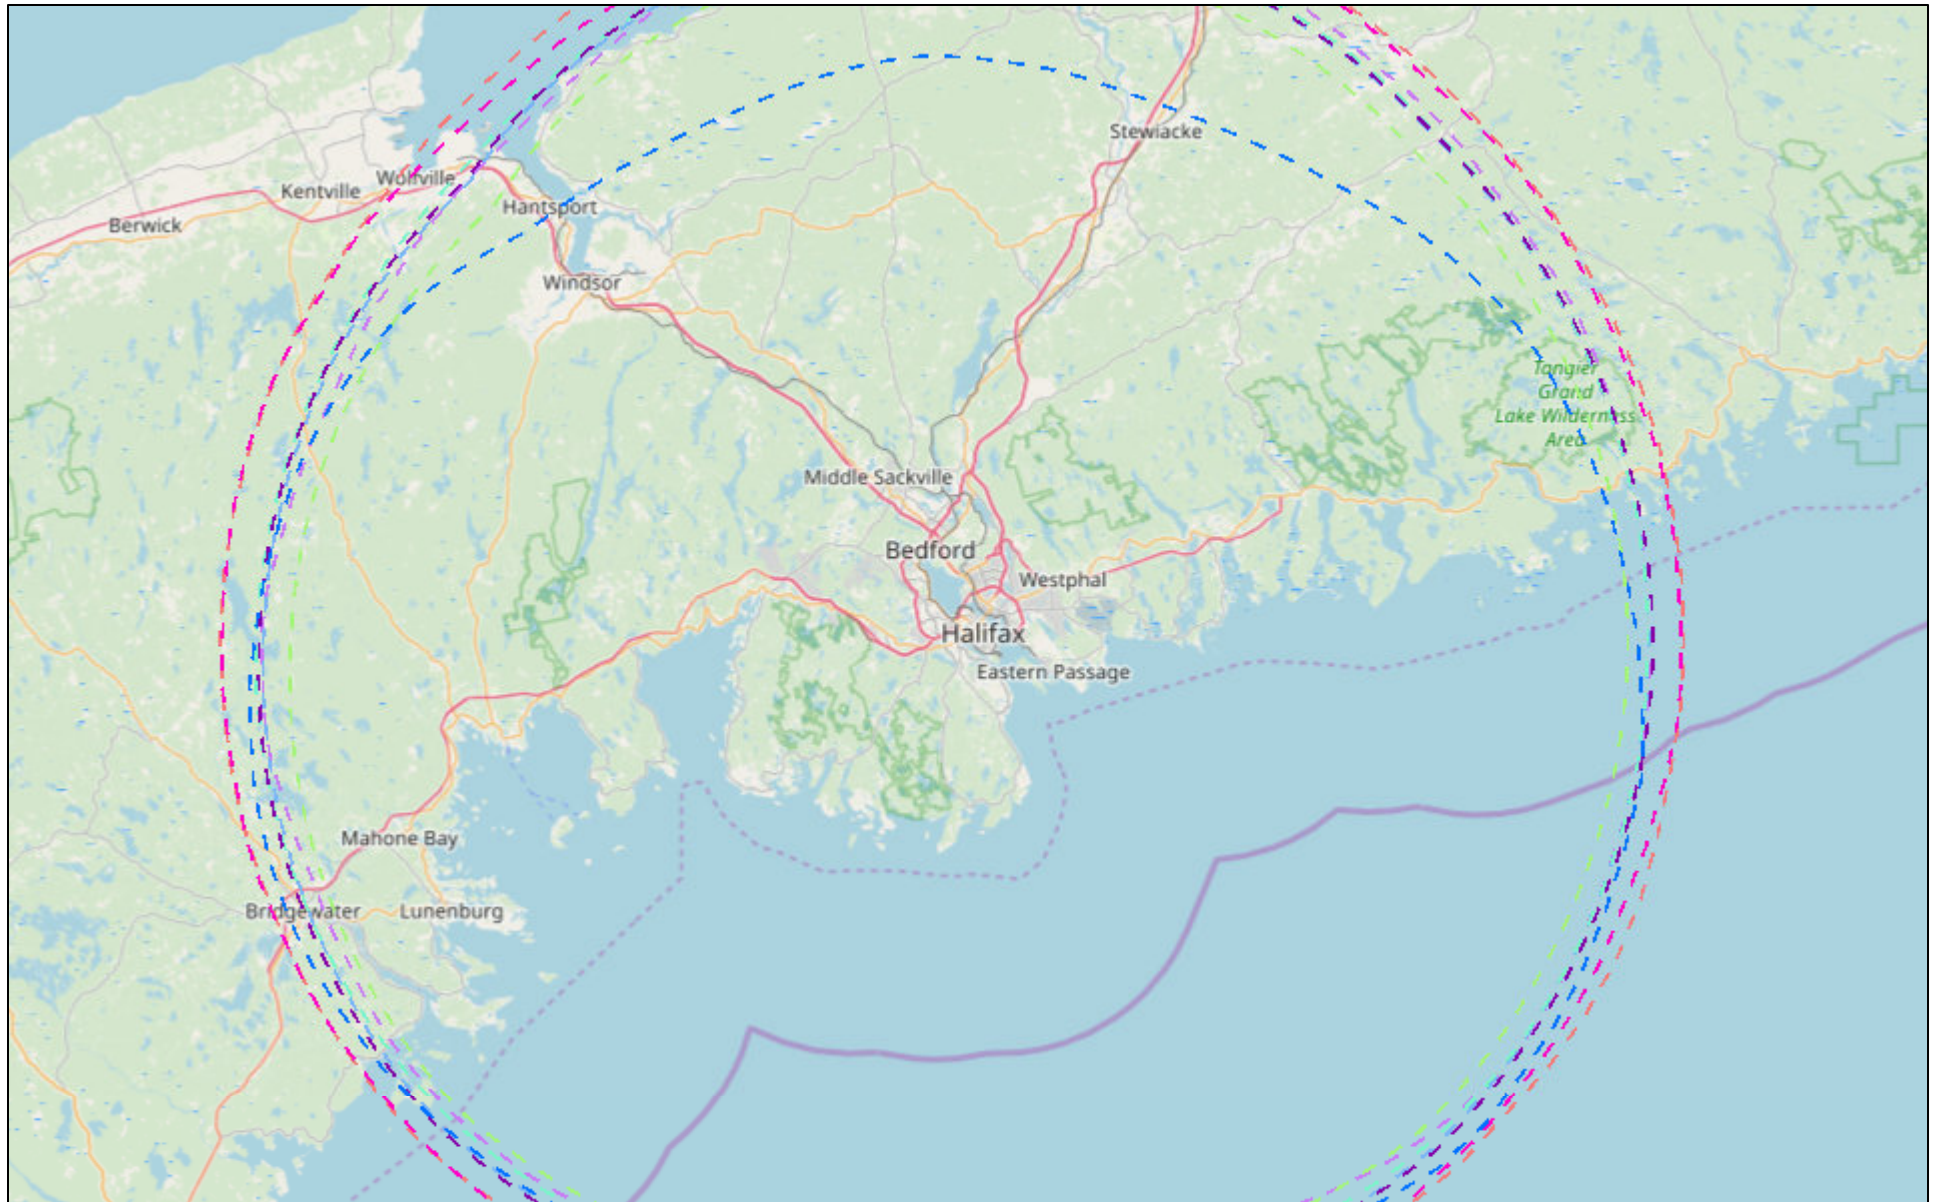 Stewiacke
Wolfville
Kentville
Hantsport
Berwick
Windsor
Tangier
Grand
Lake Wilderness
Area
Middle Sackville
Bedford
Westphal
Halifax
Eastern Passage
Mahone Bay
Bridgewater
Lunenburg